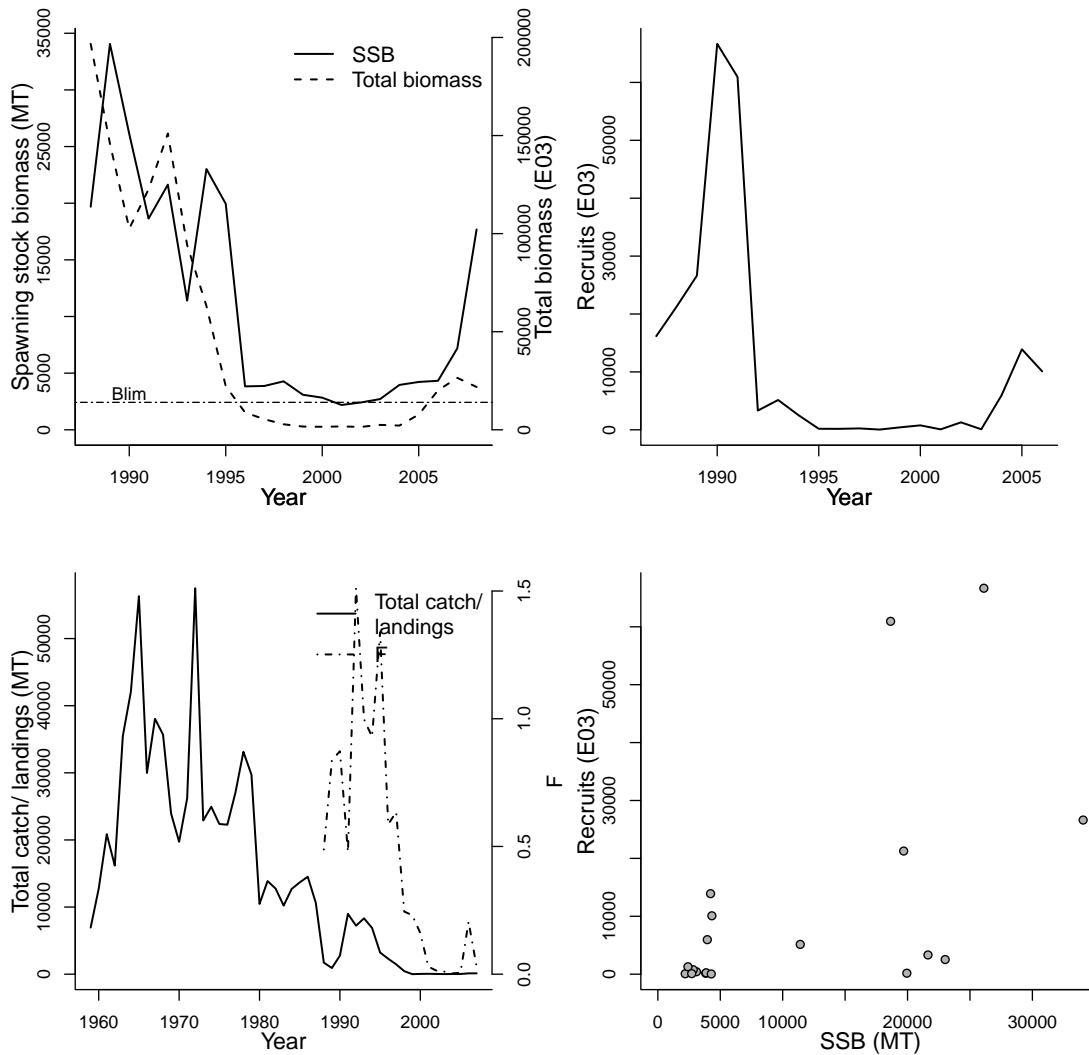 SSB
Total biomass
Spawning stock biomass (MT)
0
5000
15000
25000
35000
Total biomass (E03)
0
50000
100000
150000
200000
Blim
1990
1995
2000
2005
Year
Recruits (E03)
0
10000
30000
50000
1990
1995
2000
2005
Year
Total catch/
landings
F
Total catch/ landings (MT)
0
10000
20000
30000
40000
50000
F
0.0
0.5
1.0
1.5
1960
1970
1980
1990
2000
Year
Recruits (E03)
0
10000
30000
50000
0
5000
10000
20000
30000
SSB (MT)